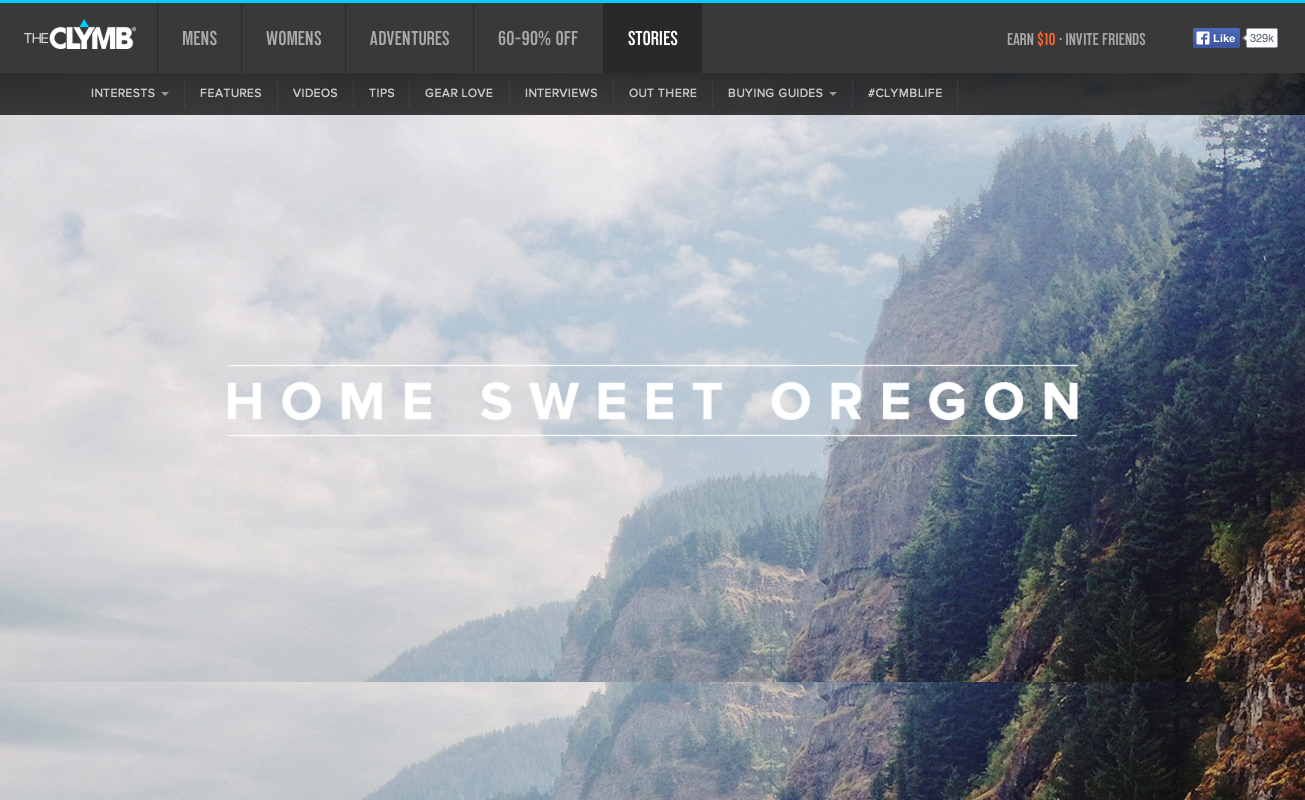 THE CLYMB®
MENS WOMENS ADVENTURES 60-90% OFF STORIES
EARN $10 · INVITE FRIENDS
Like 329k
INTERESTS FEATURES VIDEOS TIPS GEAR LOVE INTERVIEWS OUT THERE BUYING GUIDES #CLYMBLIFE
HOME SWEET OREGON